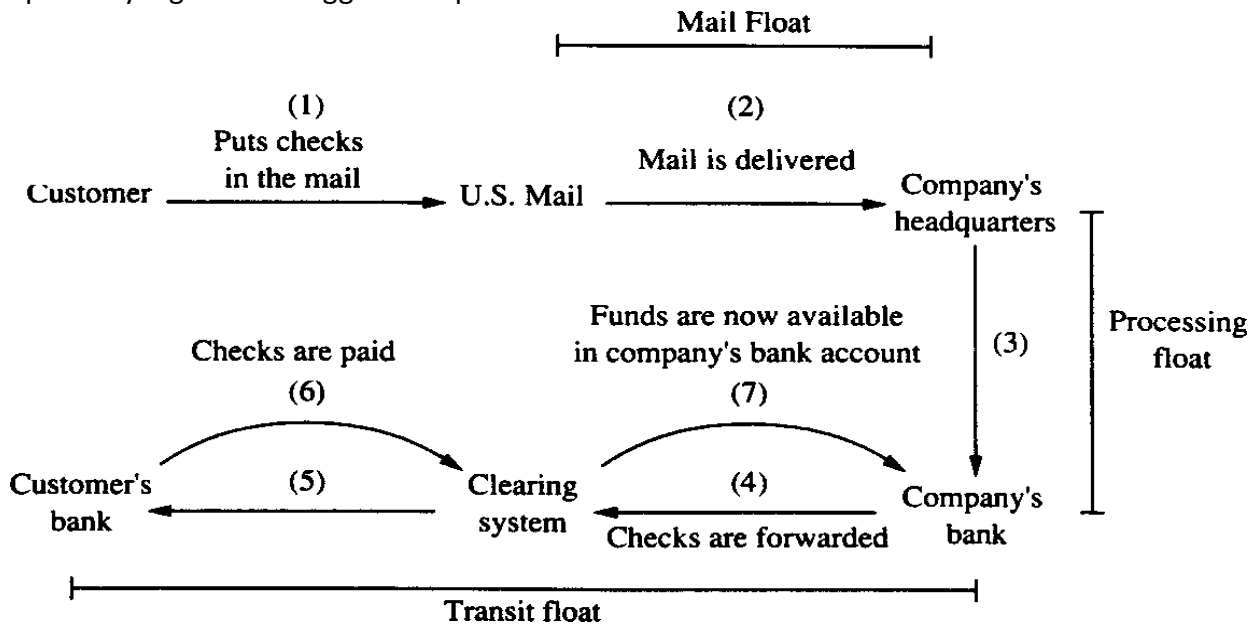 Mail Float
(1)
Puts checks
in the mail
(2)
Mail is delivered
Customer
U.S. Mail
Company's
headquarters
Processing
float
(3)
Funds are now available
in company's bank account
(7)
Checks are paid
(6)
Customer's
bank
(5)
Clearing
system
(4)
Checks are forwarded
Company's
bank
Transit float